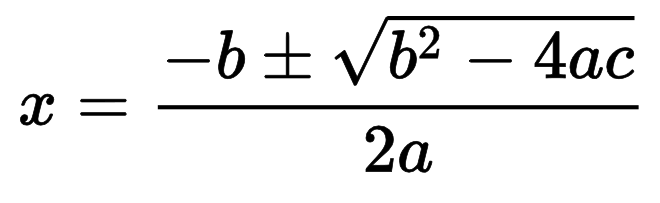 x = \frac{-b \pm \sqrt{b^2 - 4ac}}{2a}